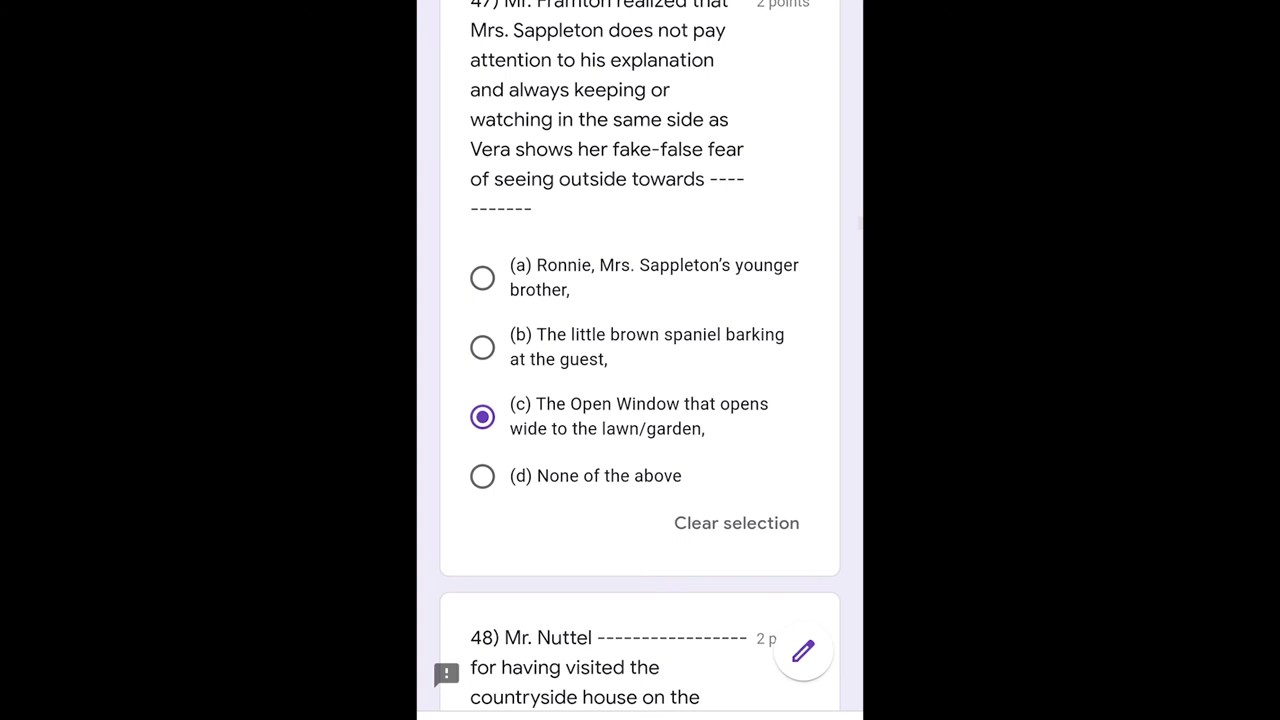 47) Mr. Framton realized that
2 points
Mrs. Sappleton does not pay
attention to his explanation
and always keeping or
watching in the same side as
Vera shows her fake-false fear
of seeing outside towards ----
-------
(a) Ronnie, Mrs. Sappleton’s younger
brother,
(b) The little brown spaniel barking
at the guest,
(c) The Open Window that opens
wide to the lawn/garden,
(d) None of the above
Clear selection
48) Mr. Nuttel -----------------
2 p
for having visited the
countryside house on the